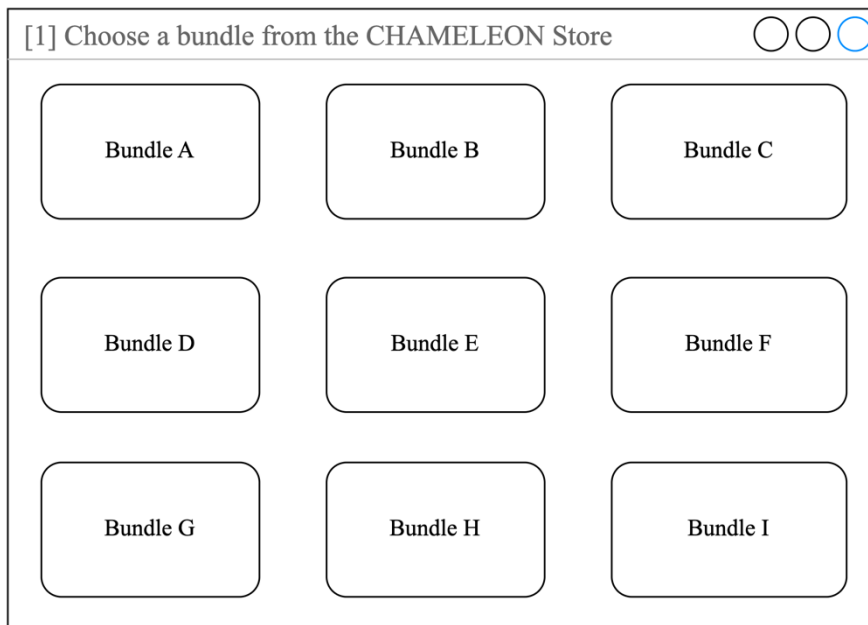 [1] Choose a bundle from the CHAMELEON Store
Bundle A
Bundle B
Bundle C
Bundle D
Bundle E
Bundle F
Bundle G
Bundle H
Bundle I